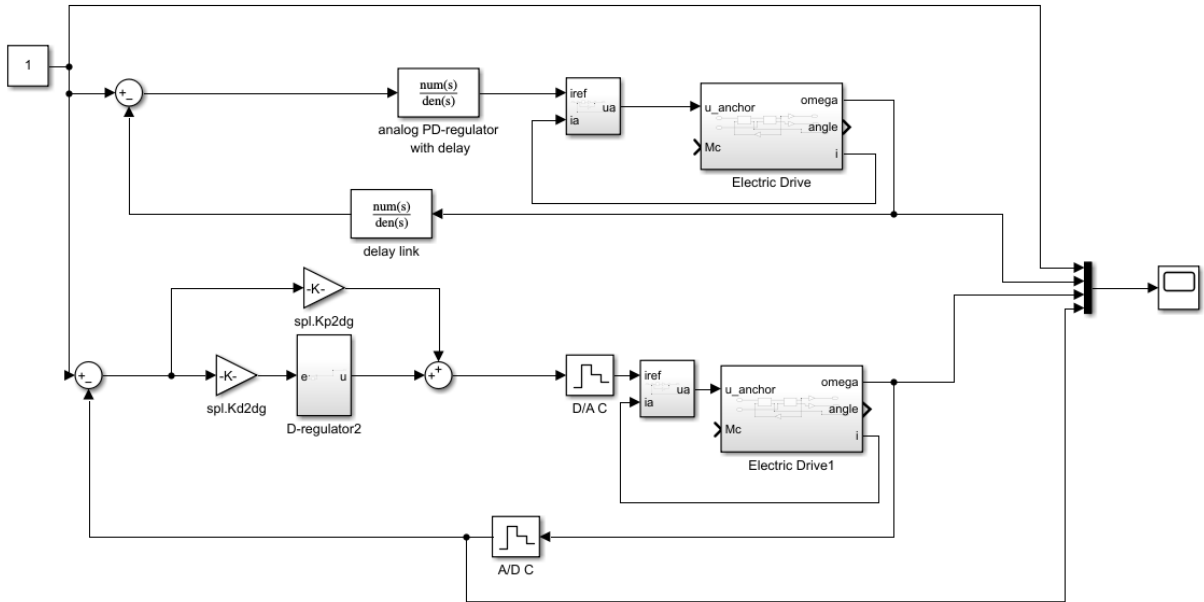 1
+
-
num(s)
den(s)
analog PD-regulator
with delay
iref
ia
ua
u_anchor
Mc
omega
angle
i
Electric Drive
num(s)
den(s)
delay link
-K-
spl.Kp2dg
+
-
-K-
spl.Kd2dg
e
u
D-regulator2
+
+
D/A C
iref
ia
ua
u_anchor
Mc
omega
angle
i
Electric Drive1
A/D C